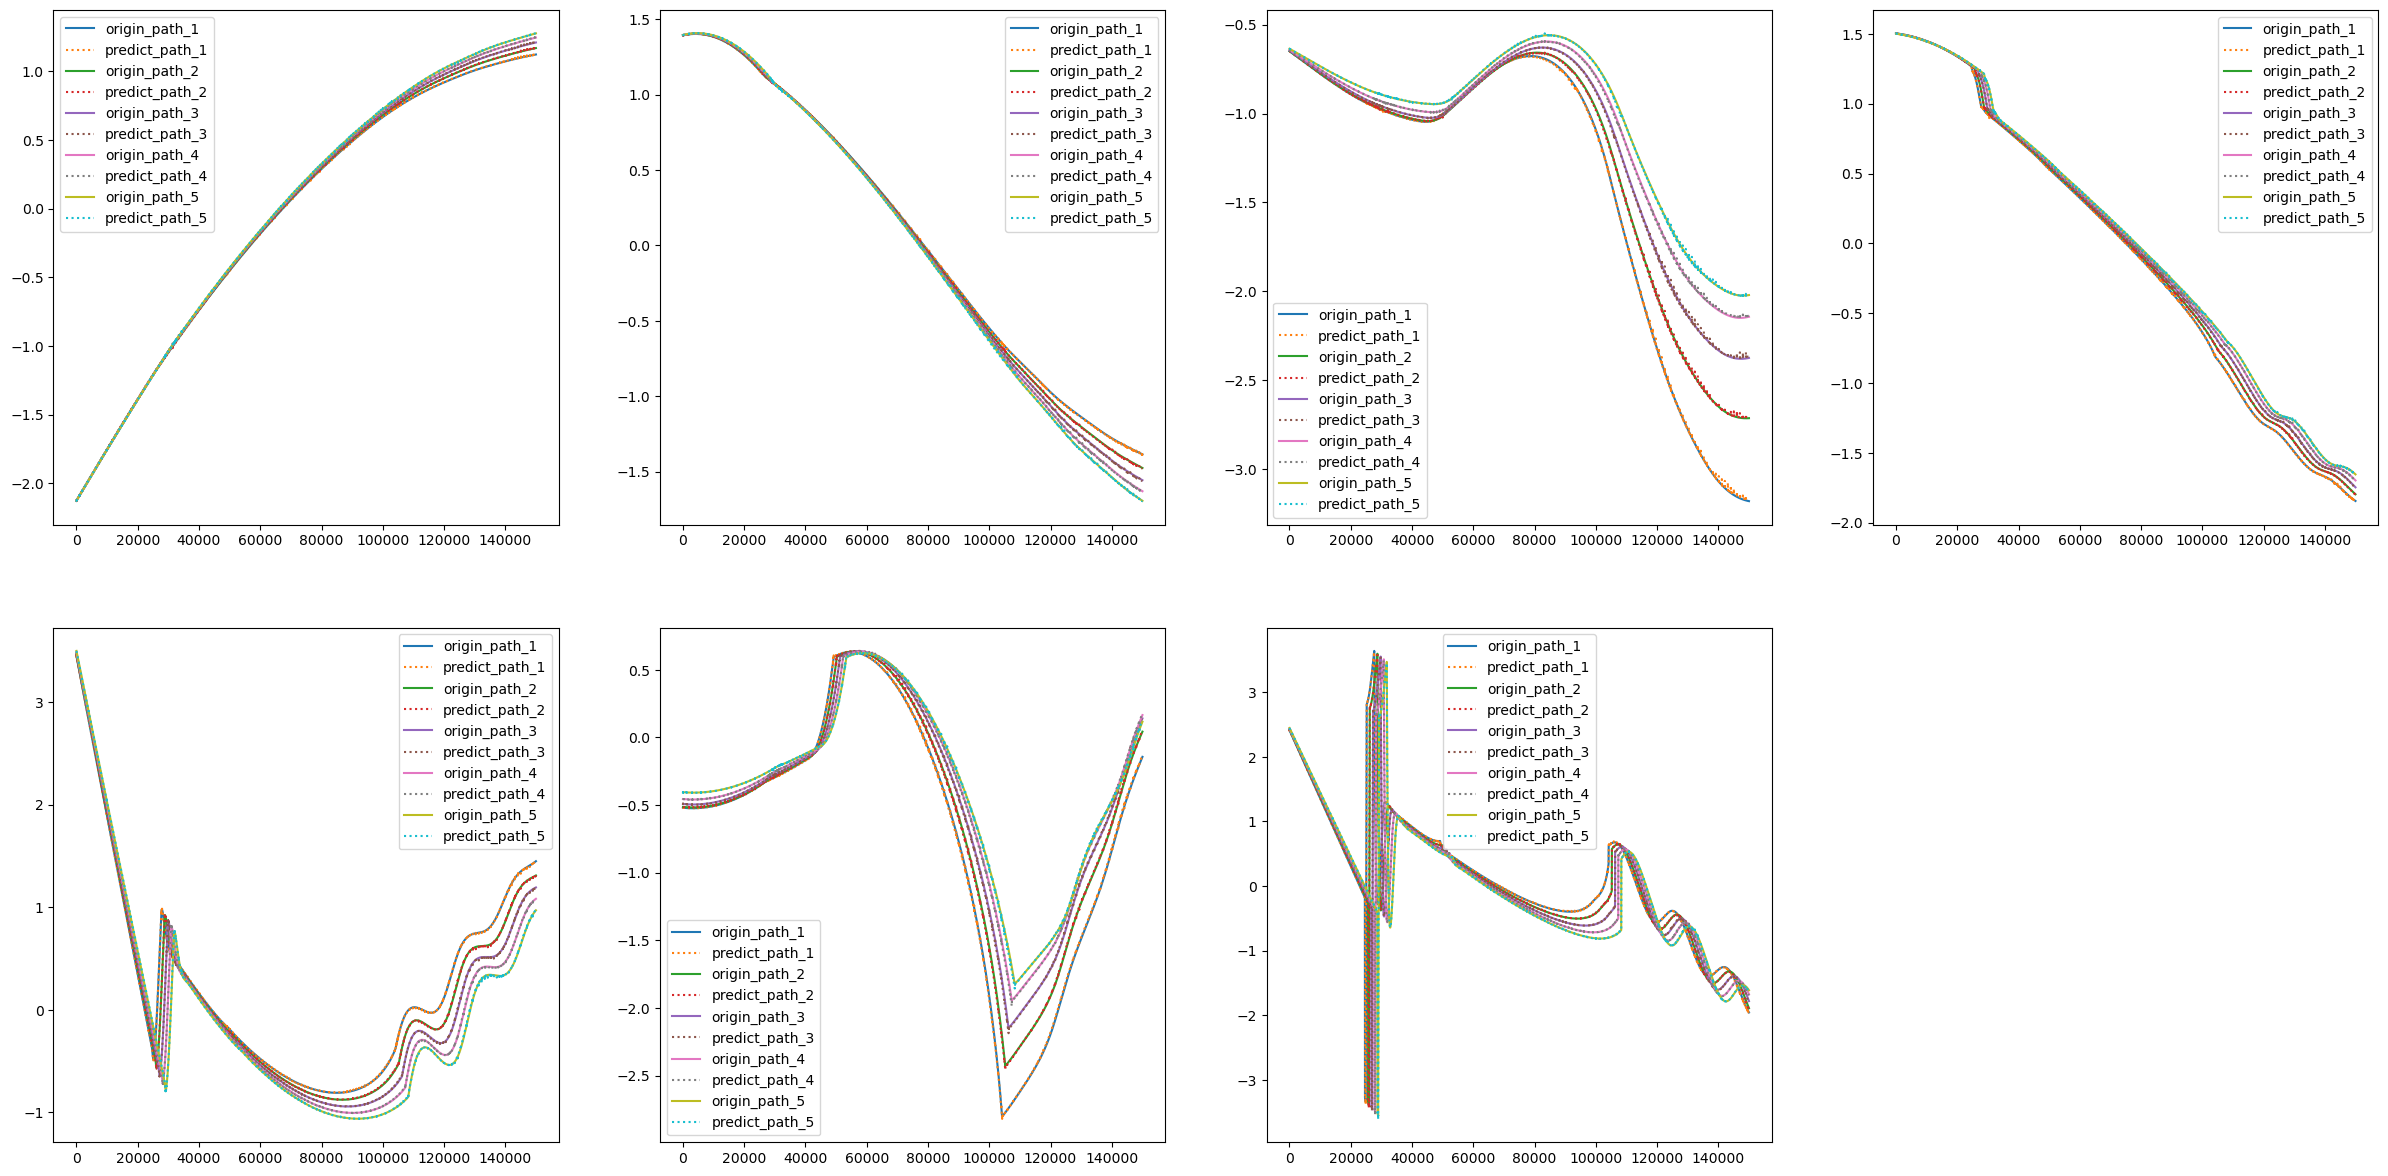 1.0
0.5
0.0
−0.5
−1.0
−1.5
−2.0
0 20000 40000 60000 80000 100000 120000 140000
origin_path_1
predict_path_1
origin_path_2
predict_path_2
origin_path_3
predict_path_3
origin_path_4
predict_path_4
origin_path_5
predict_path_5
1.5
1.0
0.5
0.0
−0.5
−1.0
−1.5
0 20000 40000 60000 80000 100000 120000 140000
origin_path_1
predict_path_1
origin_path_2
predict_path_2
origin_path_3
predict_path_3
origin_path_4
predict_path_4
origin_path_5
predict_path_5
−0.5
−1.0
−1.5
−2.0
−2.5
−3.0
0 20000 40000 60000 80000 100000 120000 140000
origin_path_1
predict_path_1
origin_path_2
predict_path_2
origin_path_3
predict_path_3
origin_path_4
predict_path_4
origin_path_5
predict_path_5
1.5
1.0
0.5
0.0
−0.5
−1.0
−1.5
−2.0
0 20000 40000 60000 80000 100000 120000 140000
origin_path_1
predict_path_1
origin_path_2
predict_path_2
origin_path_3
predict_path_3
origin_path_4
predict_path_4
origin_path_5
predict_path_5
3
2
1
0
−1
0 20000 40000 60000 80000 100000 120000 140000
origin_path_1
predict_path_1
origin_path_2
predict_path_2
origin_path_3
predict_path_3
origin_path_4
predict_path_4
origin_path_5
predict_path_5
0.5
0.0
−0.5
−1.0
−1.5
−2.0
−2.5
0 20000 40000 60000 80000 100000 120000 140000
origin_path_1
predict_path_1
origin_path_2
predict_path_2
origin_path_3
predict_path_3
origin_path_4
predict_path_4
origin_path_5
predict_path_5
3
2
1
0
−1
−2
−3
0 20000 40000 60000 80000 100000 120000 140000
origin_path_1
predict_path_1
origin_path_2
predict_path_2
origin_path_3
predict_path_3
origin_path_4
predict_path_4
origin_path_5
predict_path_5